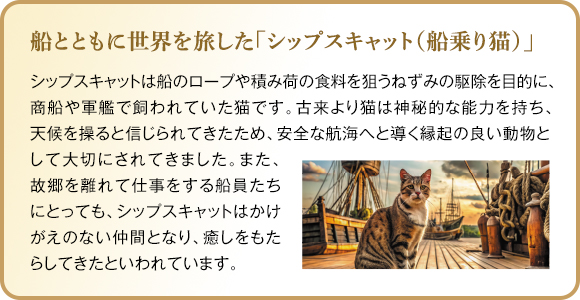 船とともに世界を旅した「シップスキャット（船乗り猫）」
シップスキャットは船のロープや積み荷の食料を狙うねずみの駆除を目的に、
商船や軍艦で飼われていた猫です。古来より猫は神秘的な能力を持ち、
天候を操ると信じられてきたため、安全な航海へと導く縁起の良い動物と
して大切にされてきました。また、
故郷を離れて仕事をする船員たち
にとっても、シップスキャットはかけ
がえのない仲間となり、癒しをもた
らしてきたといわれています。